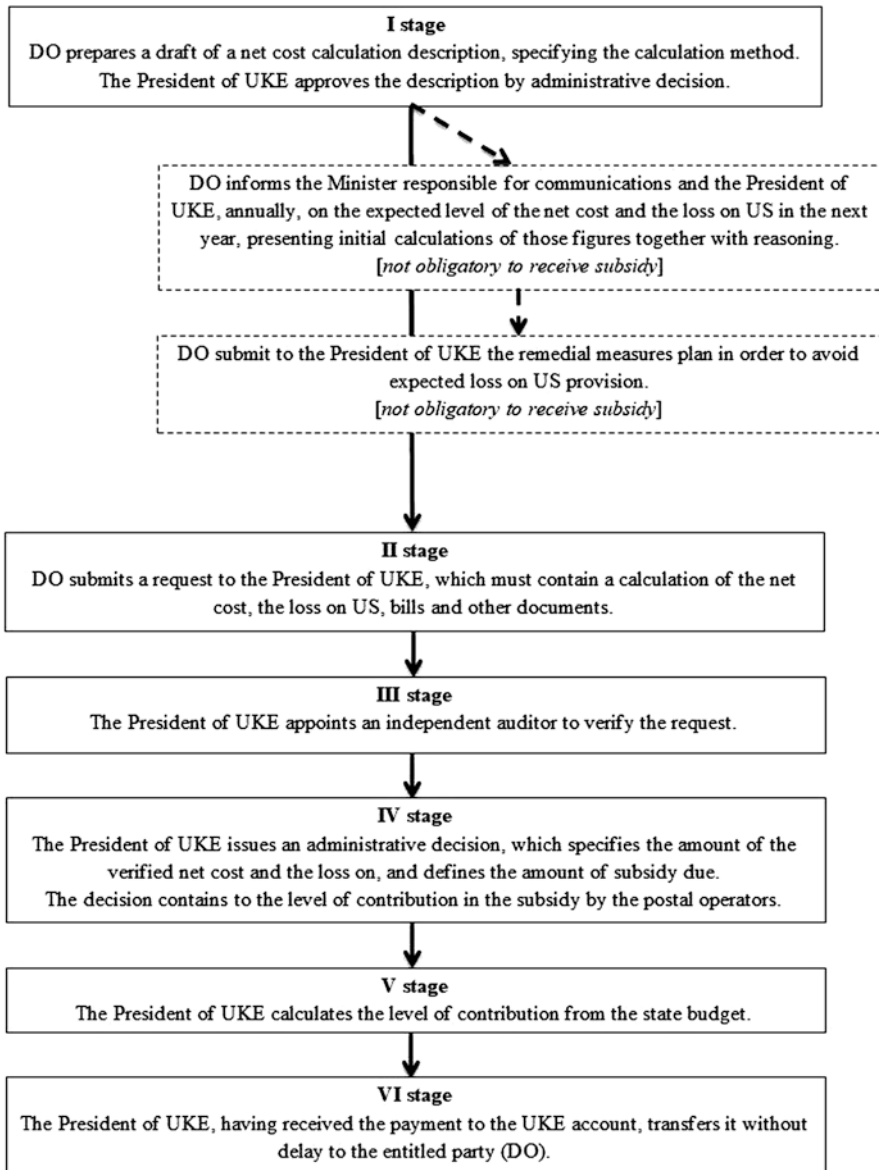 I stage
DO prepares a draft of a net cost calculation description, specifying the calculation method.
The President of UKE approves the description by administrative decision.
DO informs the Minister responsible for communications and the President of
UKE, annually, on the expected level of the net cost and the loss on US in the next
year, presenting initial calculations of those figures together with reasoning.
[not obligatory to receive subsidy]
DO submit to the President of UKE the remedial measures plan in order to avoid
expected loss on US provision.
[not obligatory to receive subsidy]
II stage
DO submits a request to the President of UKE, which must contain a calculation of the net
cost, the loss on US, bills and other documents.
III stage
The President of UKE appoints an independent auditor to verify the request.
IV stage
The President of UKE issues an administrative decision, which specifies the amount of the
verified net cost and the loss on, and defines the amount of subsidy due.
The decision contains to the level of contribution in the subsidy by the postal operators.
V stage
The President of UKE calculates the level of contribution from the state budget.
VI stage
The President of UKE, having received the payment to the UKE account, transfers it without
delay to the entitled party (DO).